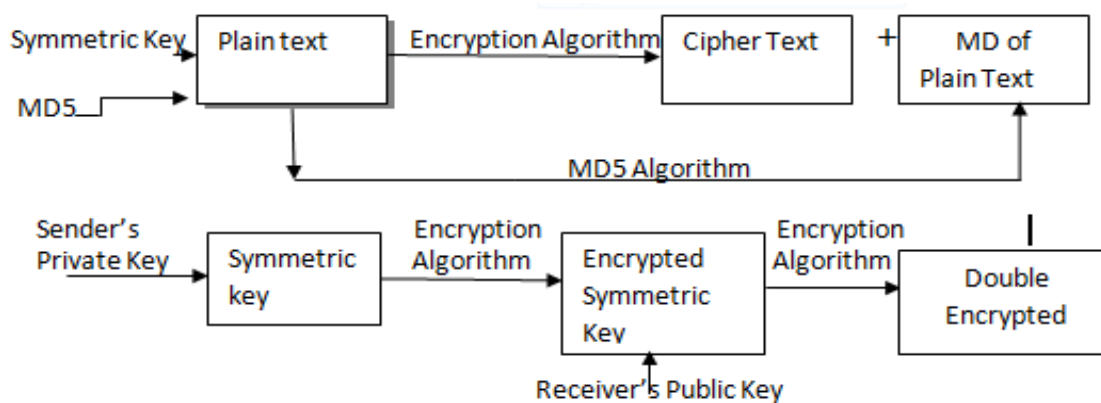 Symmetric Key
Plain text
Encryption Algorithm
Cipher Text
+
MD of
Plain Text
MD5
MD5 Algorithm
Sender's
Private Key
Symmetric
key
Encryption
Algorithm
Encrypted
Symmetric
Key
Encryption
Algorithm
Double
Encrypted
Receiver's Public Key